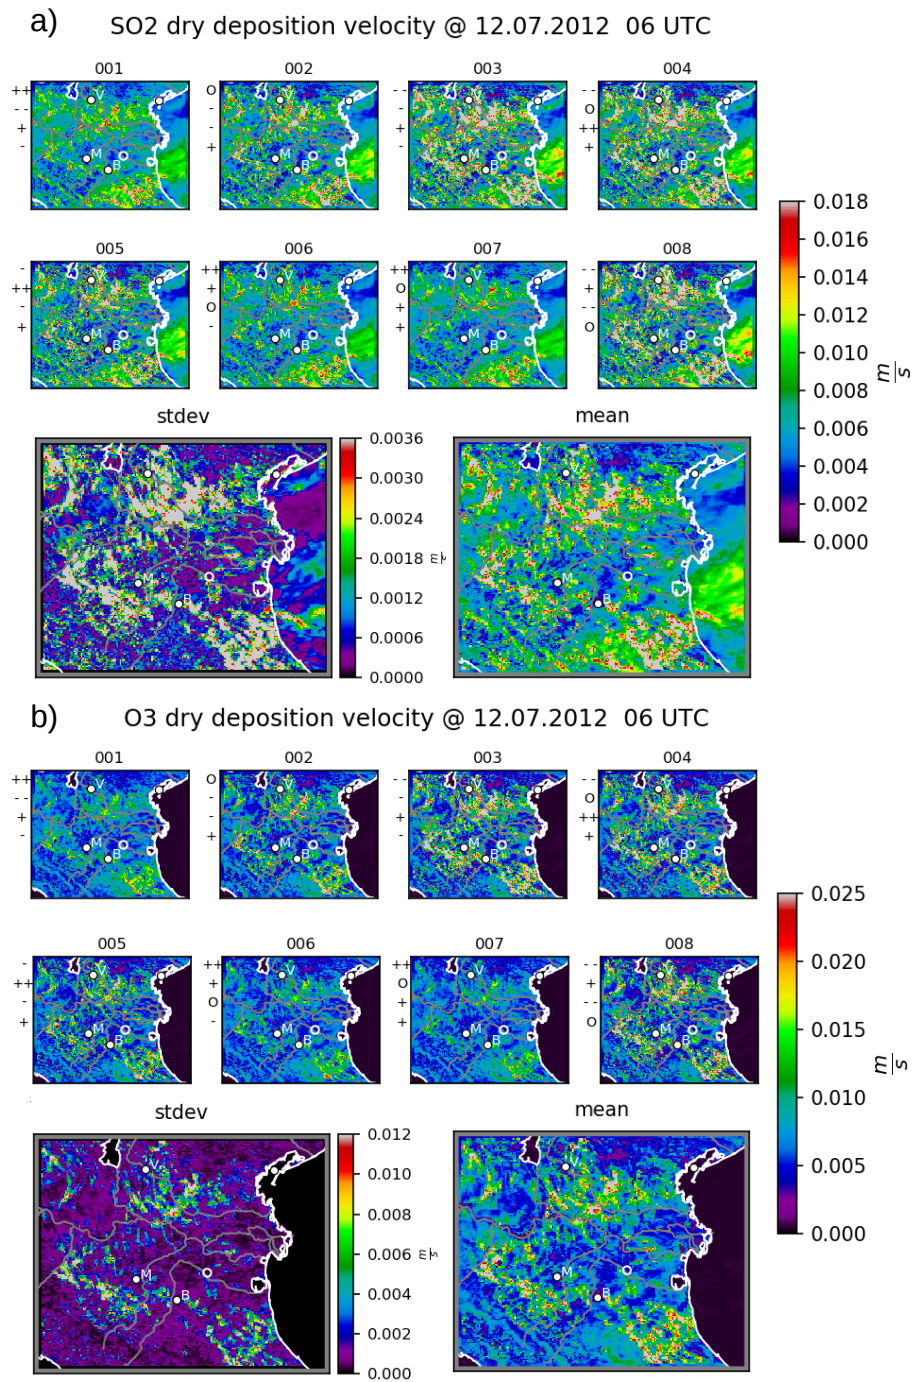 a) SO2 dry deposition velocity @ 12.07.2012 06 UTC
001 002 003 004
++ O -- --
-- - - O
+ - + ++
- + - +
V
M
B
005 006 007 008
- ++ ++ --
++ + O +
- O + --
+ - + O
V
M
B
0.018
0.016
0.014
0.012
0.010
0.008
0.006
0.004
0.002
0.000
m
s
stdev mean
0.0036
0.0030
0.0024
0.0018
0.0012
0.0006
0.0000
V
M
B
b) O3 dry deposition velocity @ 12.07.2012 06 UTC
001 002 003 004
++ O -- --
-- - - O
+ - + ++
- + - +
V
M
B
005 006 007 008
- ++ ++ --
++ + O +
- O + --
+ - + O
V
M
B
0.025
0.020
0.015
0.010
0.005
0.000
m
s
stdev mean
0.012
0.010
0.008
0.006
0.004
0.002
0.000
V
M
B